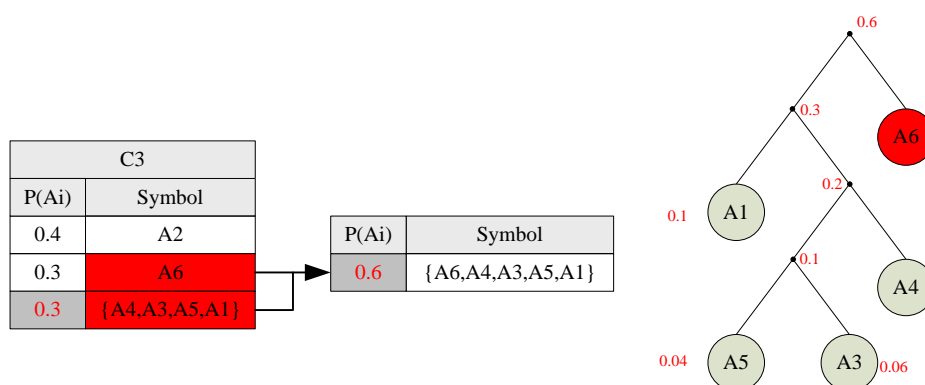 C3
P(Ai) Symbol
0.4 A2
0.3 A6
0.3 {A4,A3,A5,A1}
P(Ai) Symbol
0.6 {A6,A4,A3,A5,A1}
0.6
0.3
A6
0.2
0.1 A1
0.1
A4
0.04 A5 A3 0.06